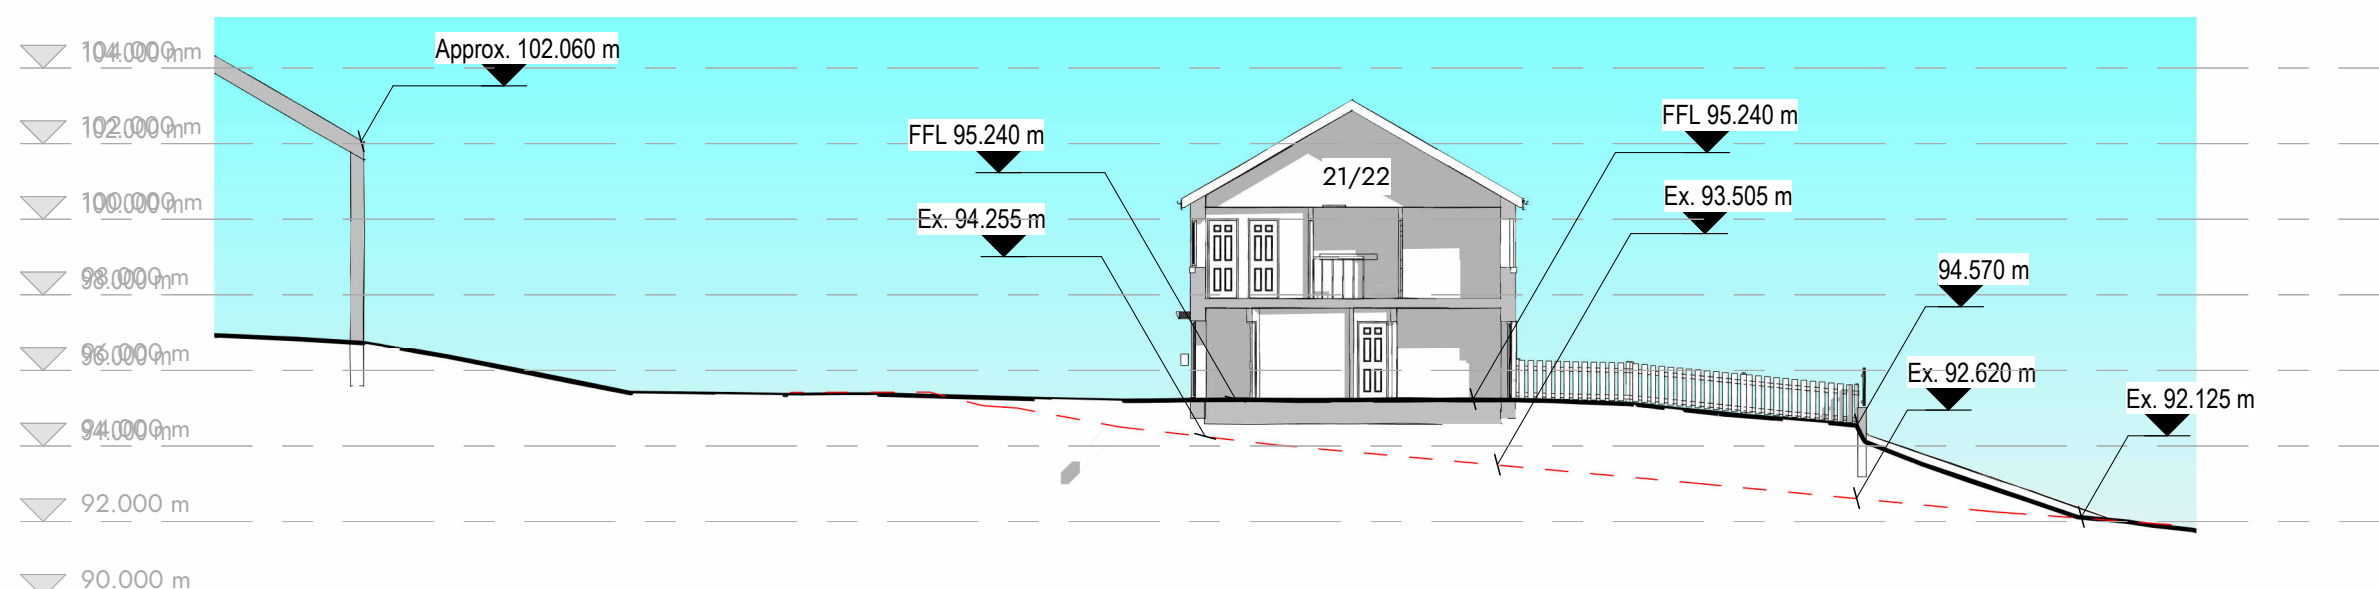 104.000 m
Approx. 102.060 m
102.000 m
FFL 95.240 m
FFL 95.240 m
21/22
100.000 m
Ex. 94.255 m
Ex. 93.505 m
98.000 m
94.570 m
96.000 m
Ex. 92.620 m
Ex. 92.125 m
94.000 m
92.000 m
90.000 m